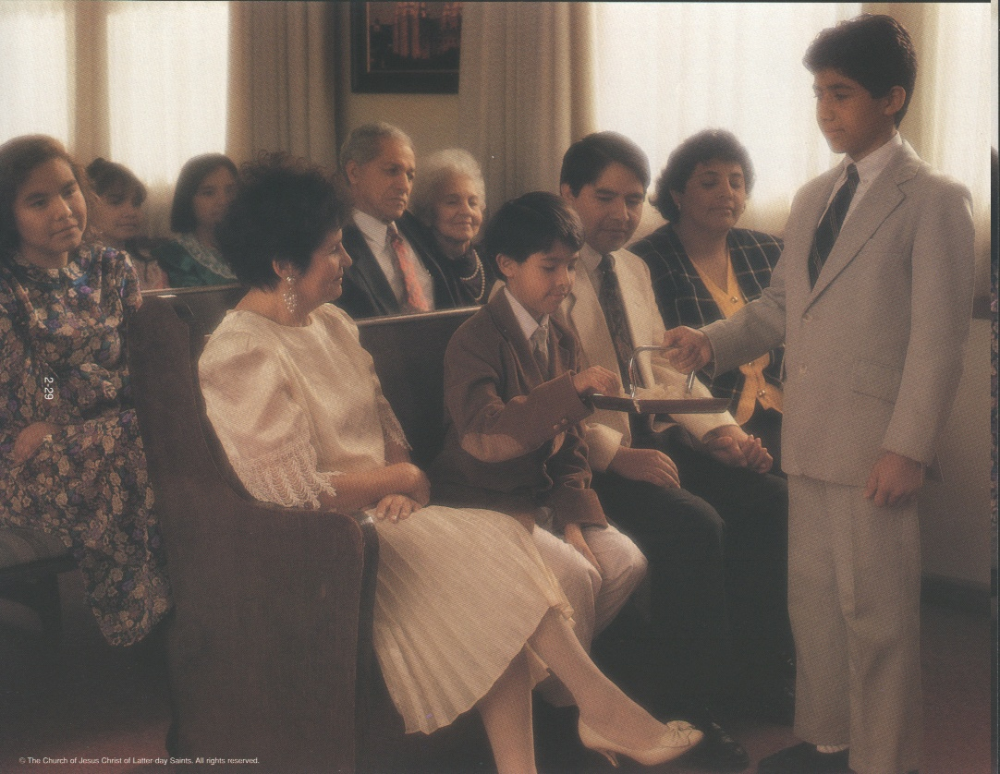 2-29
© The Church of Jesus Christ of Latter-day Saints. All rights reserved.